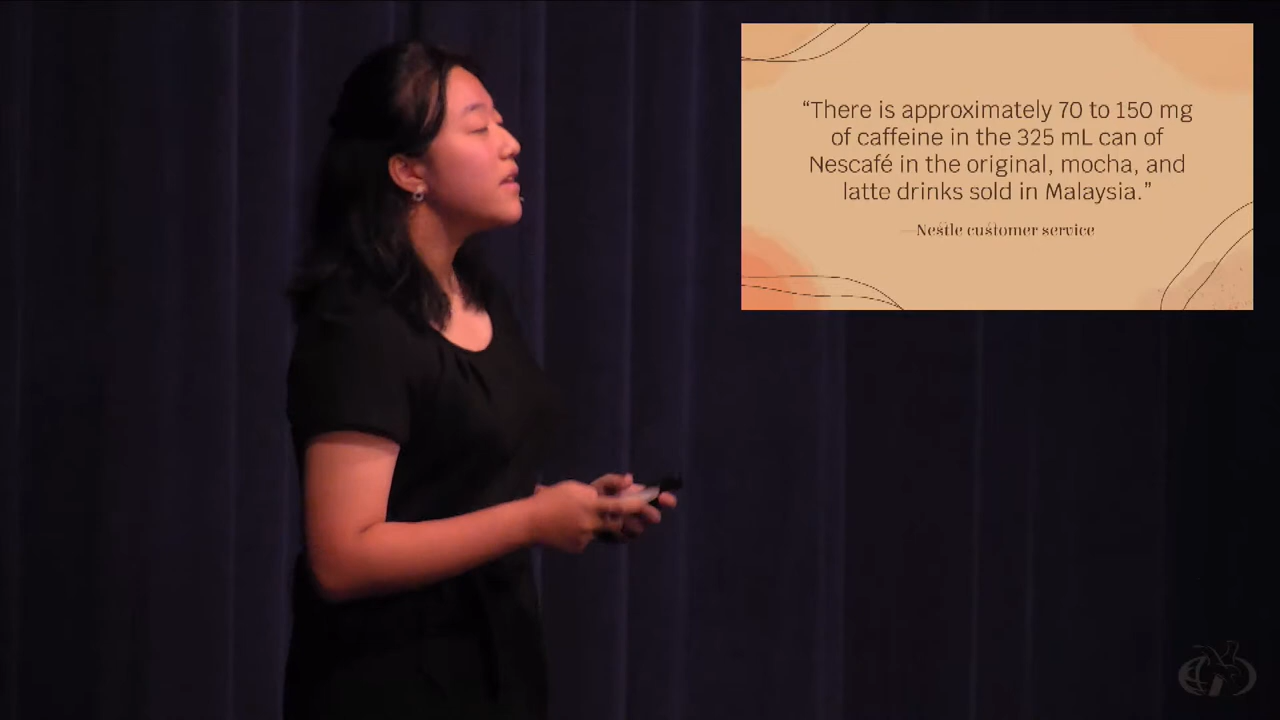 “There is approximately 70 to 150 mg
of caffeine in the 325 mL can of
Nescafé in the original, mocha, and
latte drinks sold in Malaysia.”
—Nestle customer service